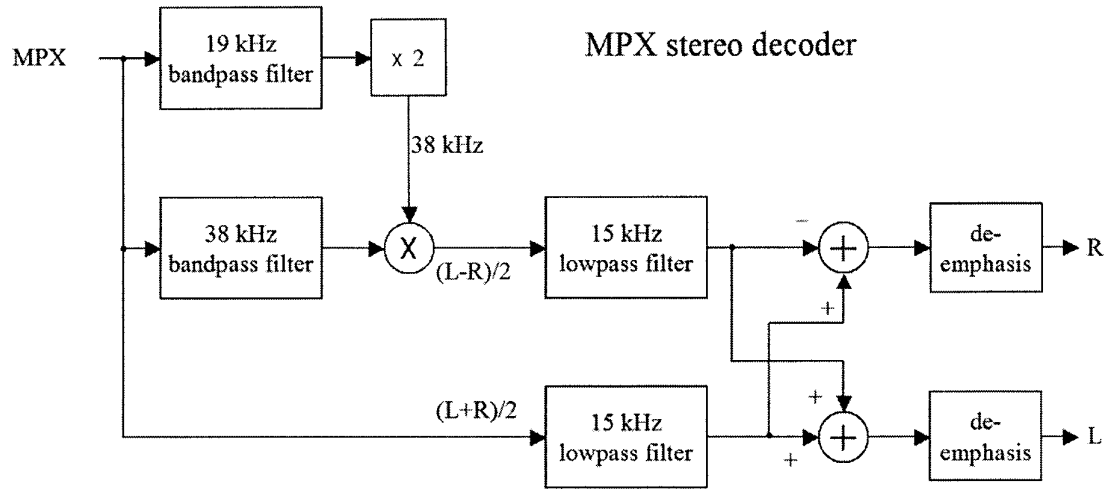 MPX stereo decoder
MPX
19 kHz
bandpass filter
x 2
38 kHz
38 kHz
bandpass filter
X
(L-R)/2
15 kHz
lowpass filter
−
+
+
de-
emphasis
R
(L+R)/2
15 kHz
lowpass filter
+
+
+
de-
emphasis
L